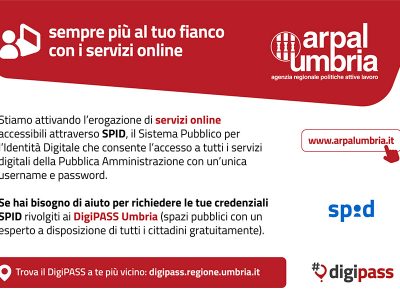 sempre più al tuo fianco
con i servizi online
arpal
umbria
agenzia regionale politiche attive lavoro
Stiamo attivando l'erogazione di servizi online
accessibili attraverso SPID, il Sistema Pubblico per
l'Identità Digitale che consente l'accesso a tutti i servizi
digitali della Pubblica Amministrazione con un'unica
username e password.
www.arpalumbria.it
Se hai bisogno di aiuto per richiedere le tue credenziali
SPID rivolgiti ai DigiPASS Umbria (spazi pubblici con un
esperto a disposizione di tutti i cittadini gratuitamente).
spid
Trova il DigiPASS a te più vicino: digipass.regione.umbria.it
#digipass